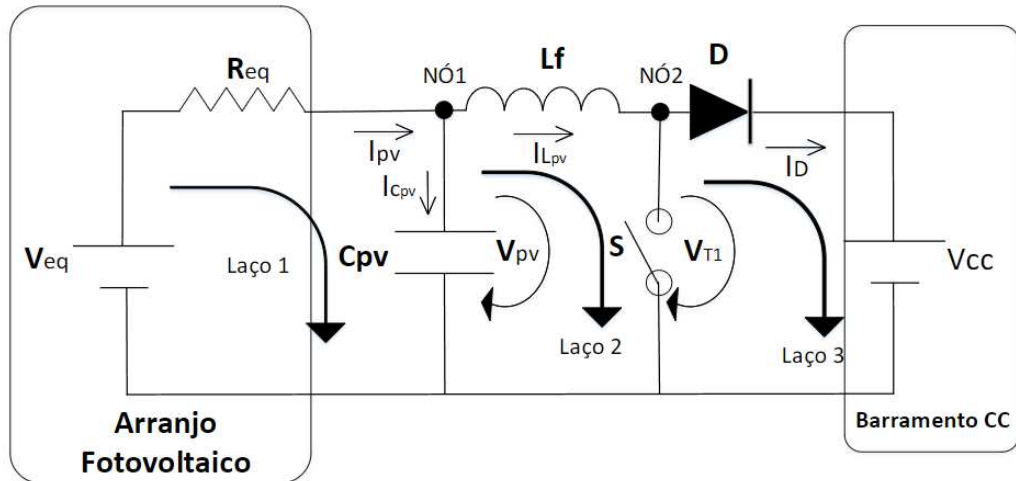 Req
NÓ1
Lf
NÓ2
D
Ipv
ILpv
ID
ICpv
Veq
Laço 1
Cpv
Vpv
S
VT1
Vcc
Laço 2
Laço 3
Arranjo
Fotovoltaico
Barramento CC